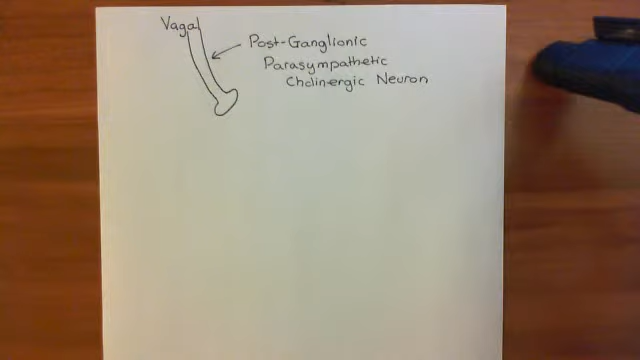 Vagal
Post-Ganglionic
Parasympathetic
Cholinergic Neuron